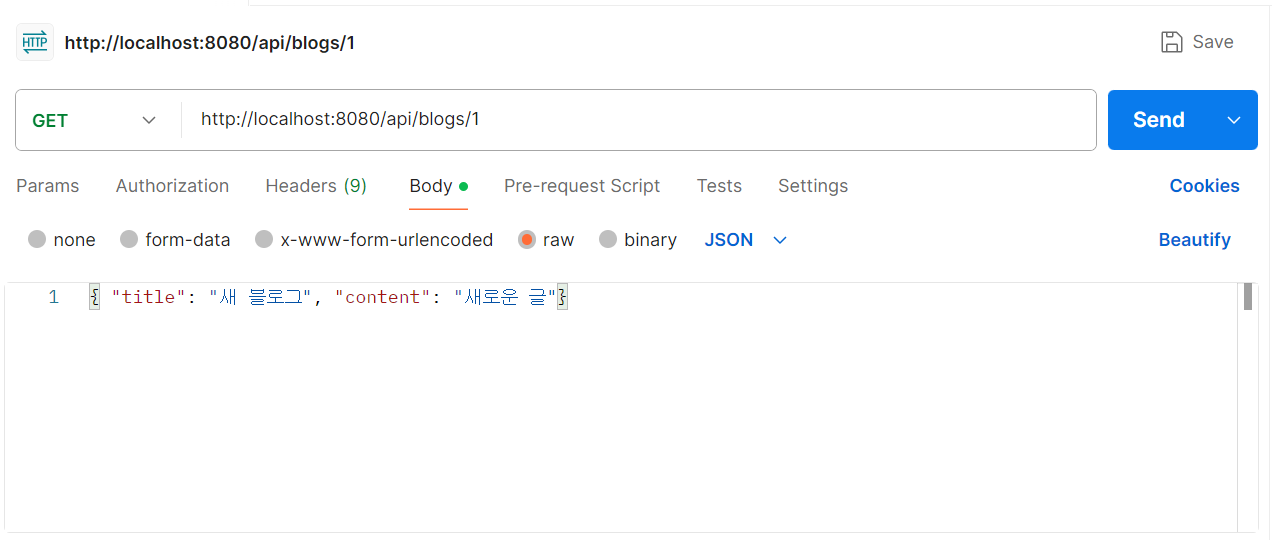 HTTP http://localhost:8080/api/blogs/1 Save
GET http://localhost:8080/api/blogs/1 Send
Params Authorization Headers (9) Body Pre-request Script Tests Settings Cookies
none form-data x-www-form-urlencoded raw binary JSON Beautify
1 { "title": "새 블로그", "content": "새로운 글"}